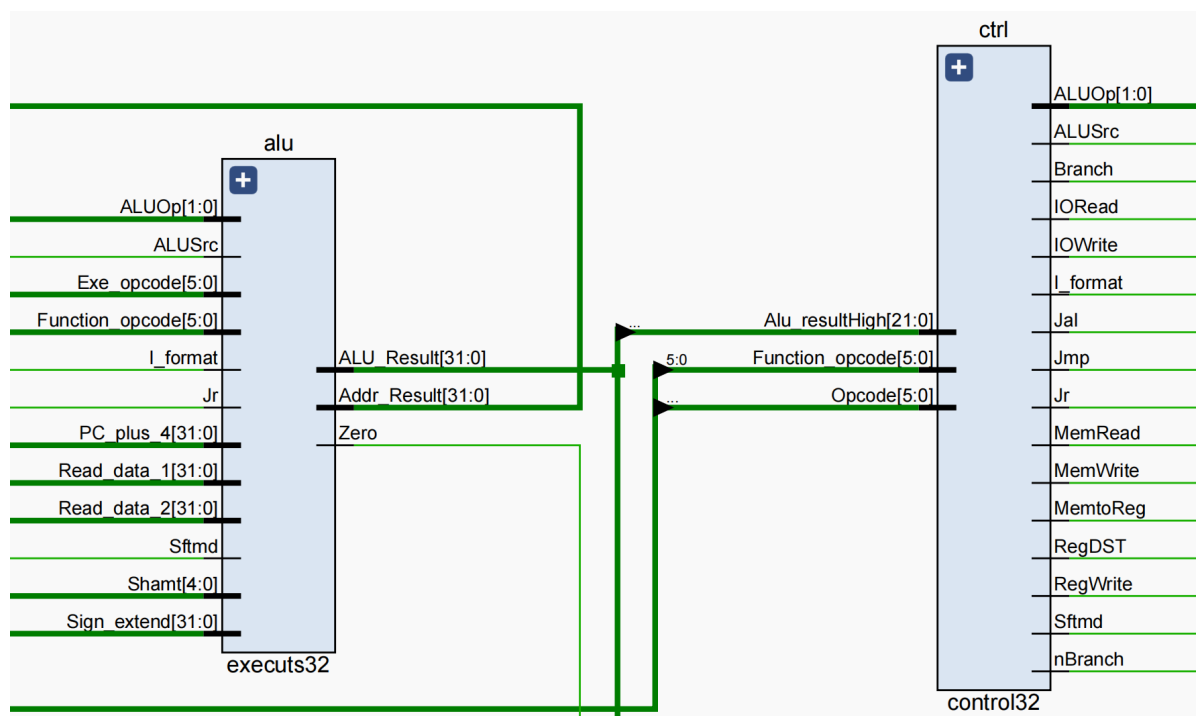 alu
ALUOp[1:0]
ALUSrc
Exe_opcode[5:0]
Function_opcode[5:0]
I_format
Jr
PC_plus_4[31:0]
Read_data_1[31:0]
Read_data_2[31:0]
Sftmd
Shamt[4:0]
Sign_extend[31:0]
ALU_Result[31:0]
Addr_Result[31:0]
Zero
executs32
ctrl
...
Alu_resultHigh[21:0]
5:0
Function_opcode[5:0]
...
Opcode[5:0]
ALUOp[1:0]
ALUSrc
Branch
IORead
IOWrite
I_format
Jal
Jmp
Jr
MemRead
MemWrite
MemtoReg
RegDST
RegWrite
Sftmd
nBranch
control32